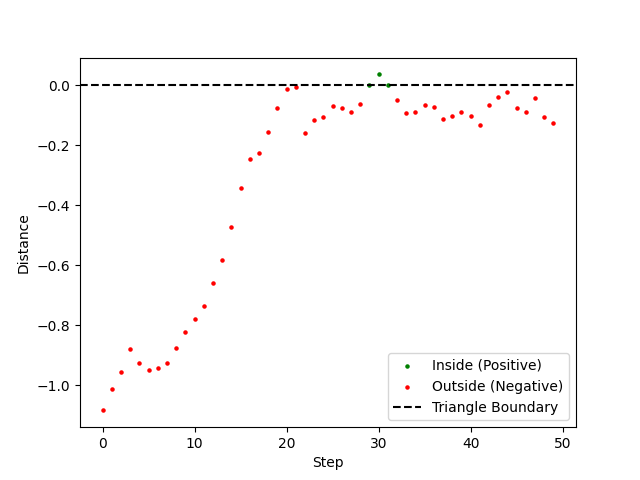 0.0
−0.2
−0.4
−0.6
−0.8
−1.0
Distance
Inside (Positive)
Outside (Negative)
Triangle Boundary
0 10 20 30 40 50
Step